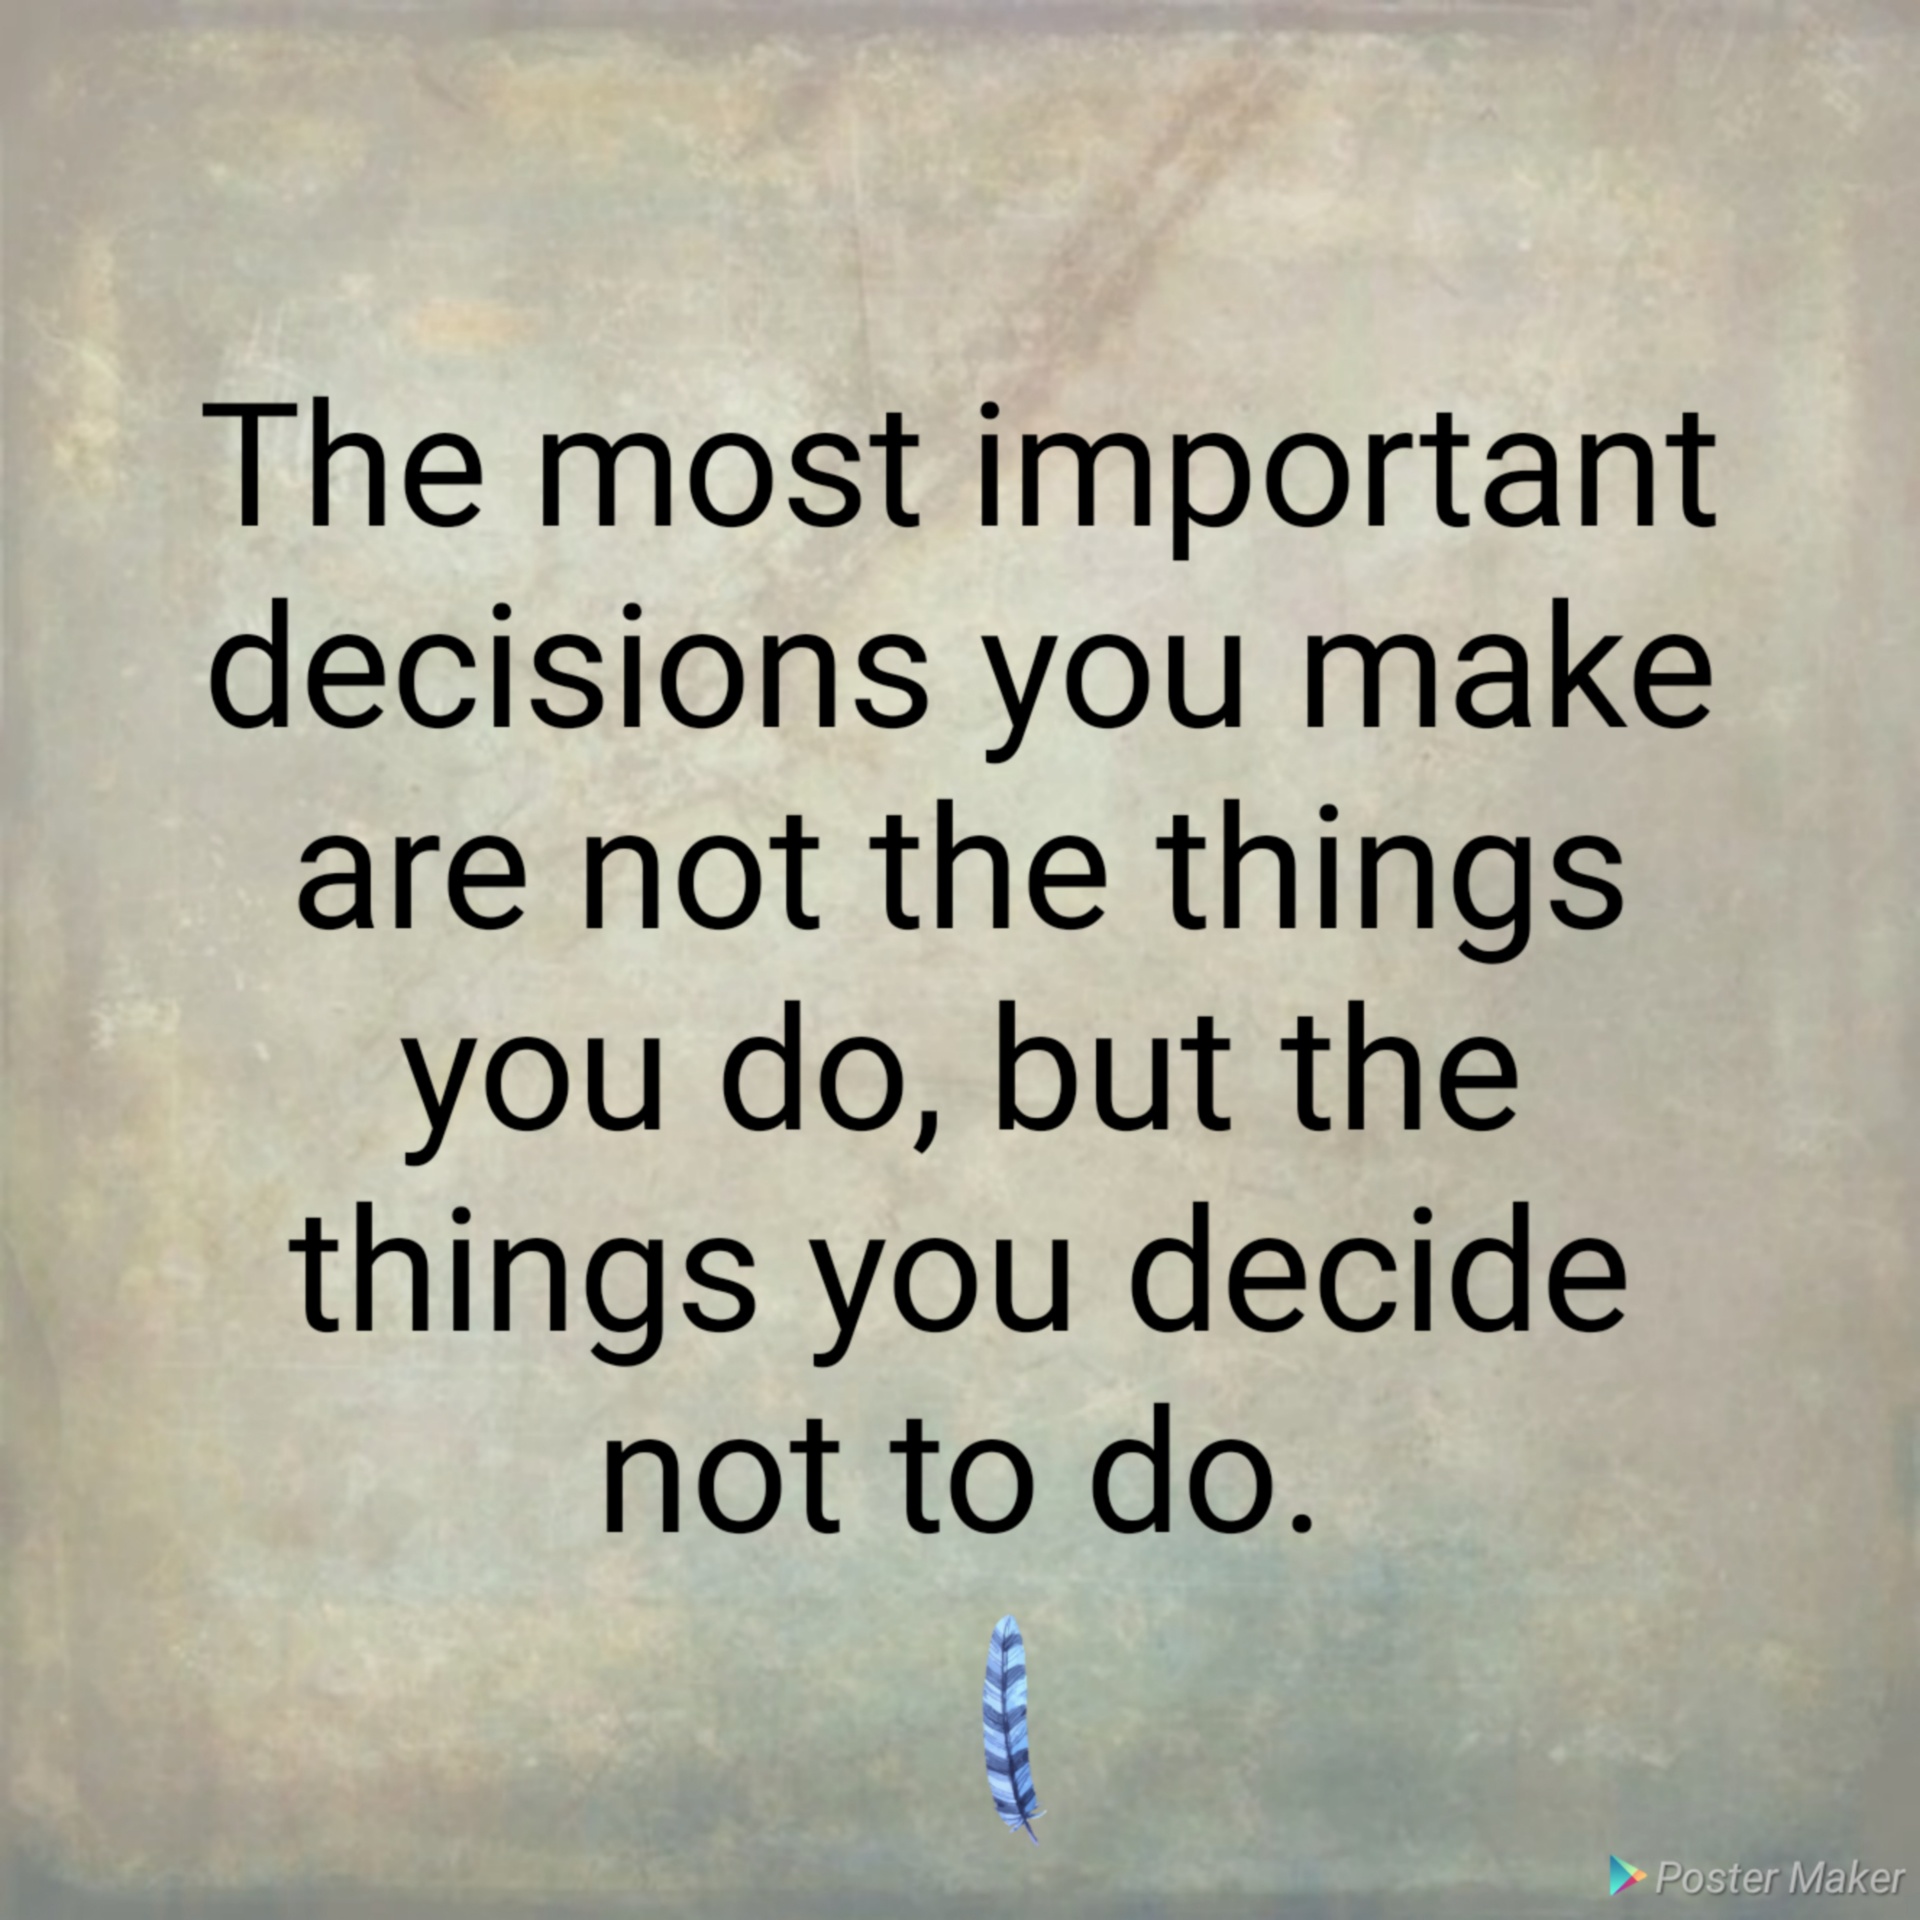 The most important
decisions you make
are not the things
you do, but the
things you decide
not to do.
Poster Maker